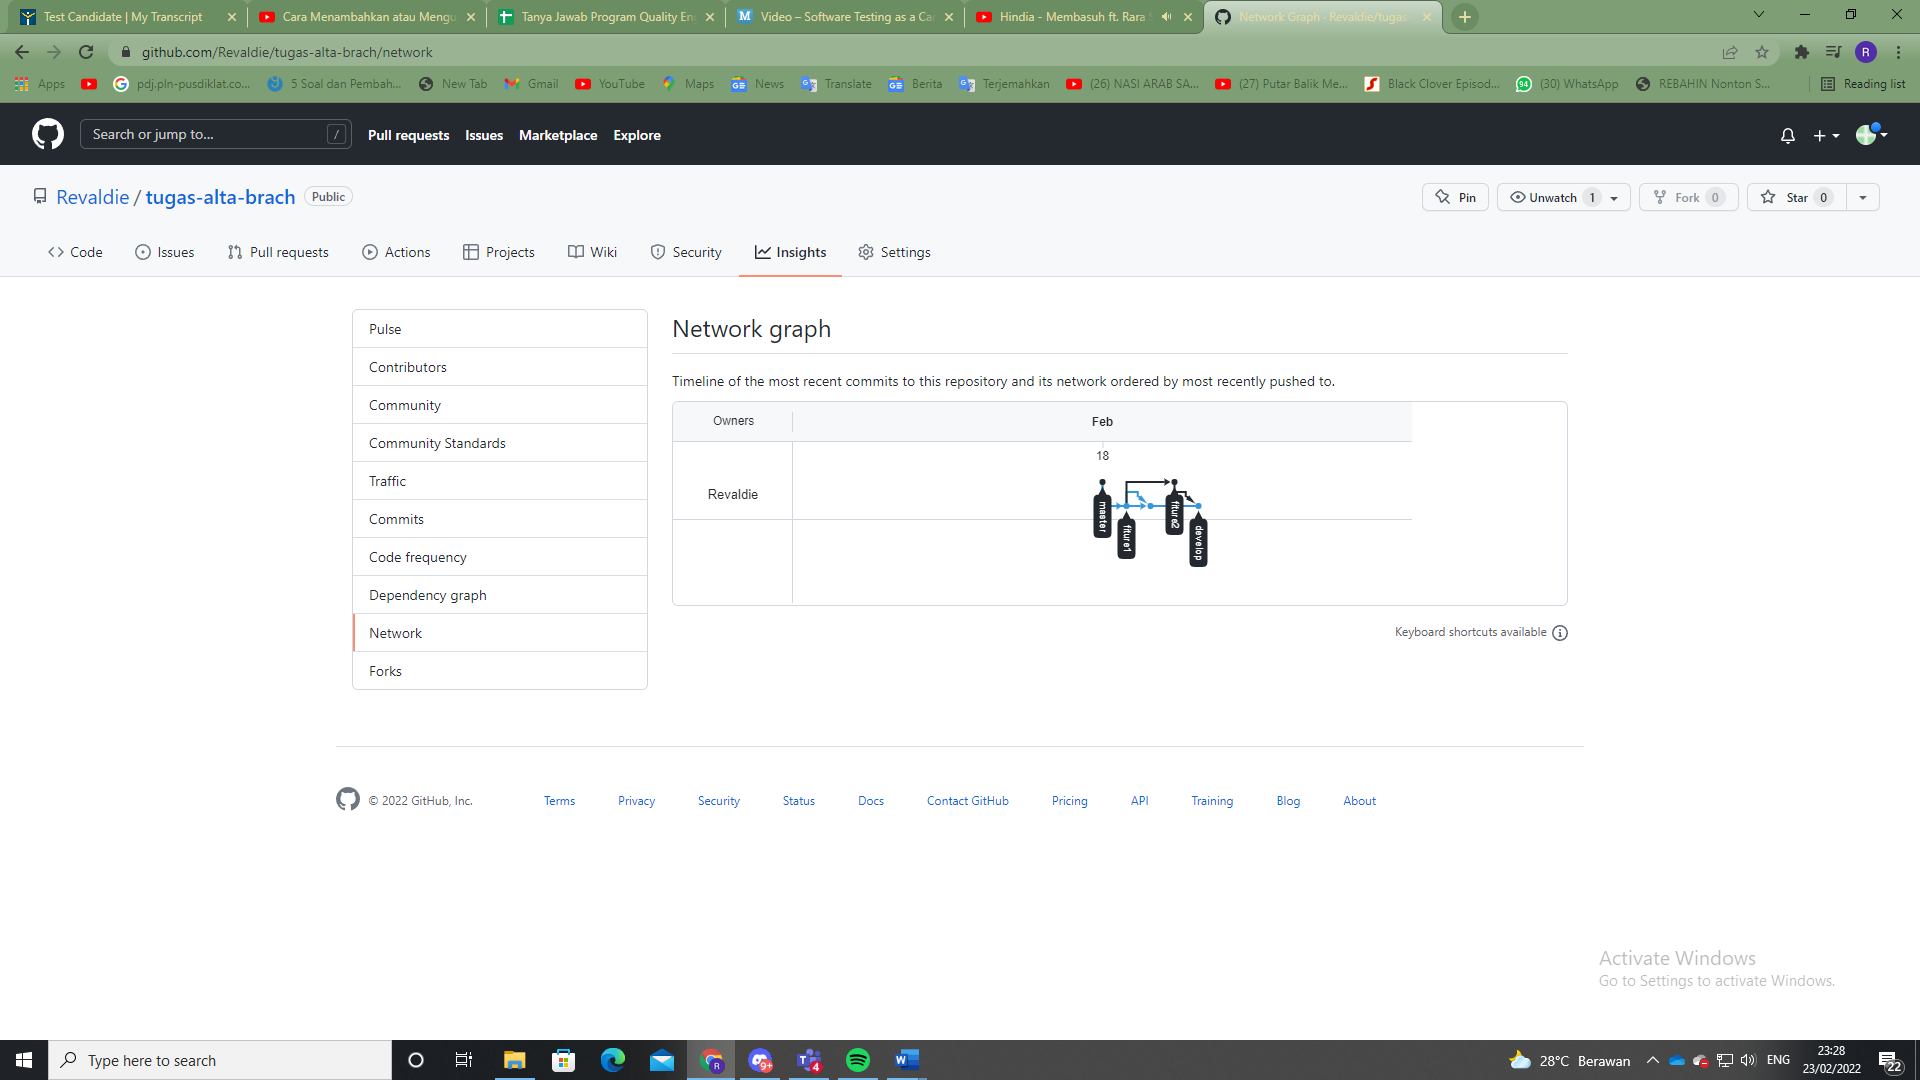 Test Candidate | My Transcript
Cara Menambahkan atau Mengu
Tanya Jawab Program Quality En
Video – Software Testing as a Car
Hindia - Membasuh ft. Rara S
Network Graph · Revaldie/tugas-
github.com/Revaldie/tugas-alta-brach/network
R
Apps
pdj.pln-pusdiklat.co...
5 Soal dan Pembah...
New Tab
Gmail
YouTube
Maps
News
Translate
Berita
Terjemahkan
(26) NASI ARAB SA...
(27) Putar Balik Me...
Black Clover Episod...
94
(30) WhatsApp
REBAHIN Nonton S...
Reading list
Search or jump to...
/
Pull requests
Issues
Marketplace
Explore
Revaldie / tugas-alta-brach
Public
Pin
Unwatch 1
Fork 0
Star 0
Code
Issues
Pull requests
Actions
Projects
Wiki
Security
Insights
Settings
Pulse
Contributors
Community
Community Standards
Traffic
Commits
Code frequency
Dependency graph
Network
Forks
Network graph
Timeline of the most recent commits to this repository and its network ordered by most recently pushed to.
Owners
Feb
18
Revaldie
master
fiture1
fiture2
develop
Keyboard shortcuts available
© 2022 GitHub, Inc.
Terms
Privacy
Security
Status
Docs
Contact GitHub
Pricing
API
Training
Blog
About
Activate Windows
Go to Settings to activate Windows.
Type here to search
R
9+
T
4
W
28°C Berawan
ENG
23:28
23/02/2022
22